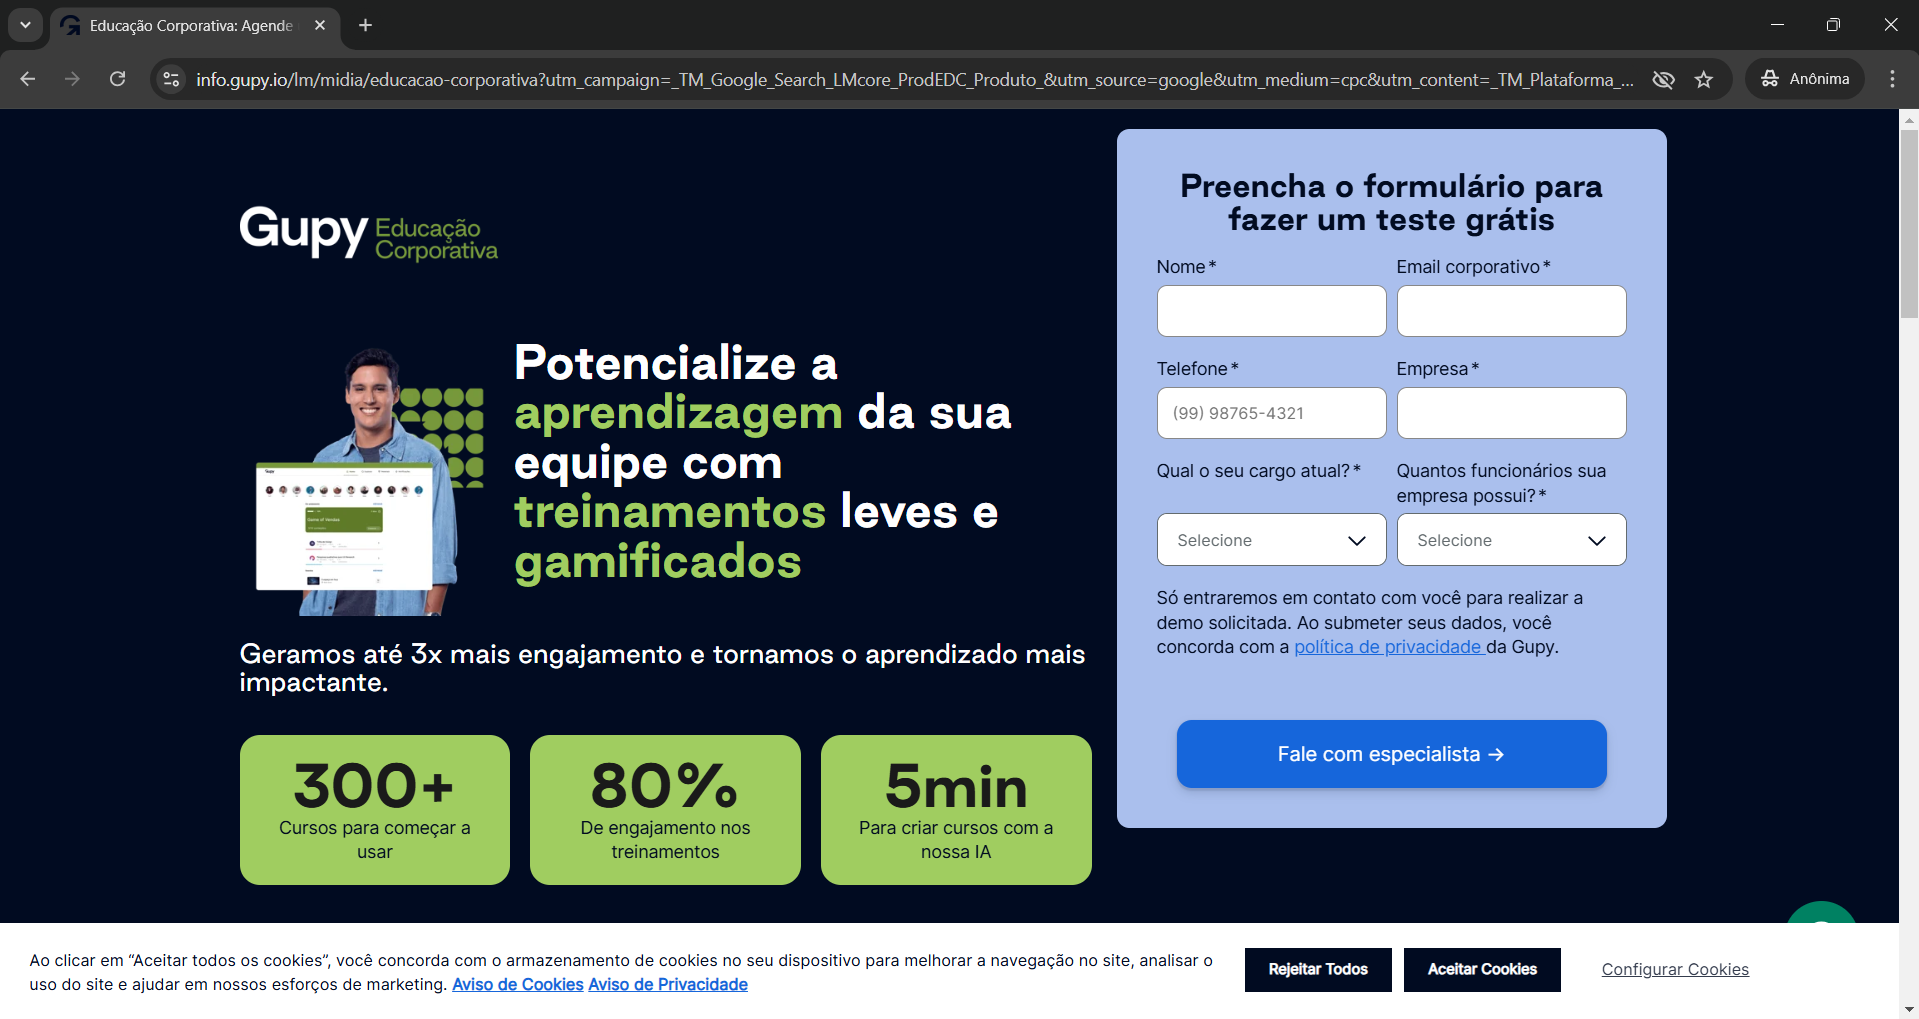 Educação Corporativa: Agende
info.gupy.io/lm/midia/educacao-corporativa?utm_campaign=_TM_Google_Search_LMcore_ProdEDC_Produto_&utm_source=google&utm_medium=cpc&utm_content=_TM_Plataforma_...
Anônima
Gupy Educação
Corporativa
Potencialize a
aprendizagem da sua
equipe com
treinamentos leves e
gamificados
Geramos até 3x mais engajamento e tornamos o aprendizado mais
impactante.
300+
Cursos para começar a
usar
80%
De engajamento nos
treinamentos
5min
Para criar cursos com a
nossa IA
Preencha o formulário para
fazer um teste grátis
Nome*
Email corporativo*
Telefone*
Empresa*
(99) 98765-4321
Qual o seu cargo atual?*
Quantos funcionários sua
empresa possui?*
Selecione
Selecione
Só entraremos em contato com você para realizar a
demo solicitada. Ao submeter seus dados, você
concorda com a política de privacidade da Gupy.
Fale com especialista →
Ao clicar em “Aceitar todos os cookies”, você concorda com o armazenamento de cookies no seu dispositivo para melhorar a navegação no site, analisar o
uso do site e ajudar em nossos esforços de marketing. Aviso de Cookies Aviso de Privacidade
Rejeitar Todos
Aceitar Cookies
Configurar Cookies